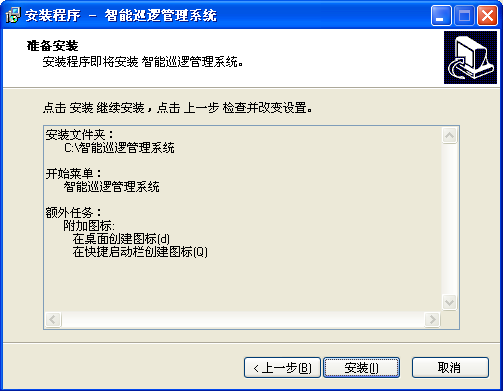 安装程序 - 智能巡逻管理系统
准备安装
安装程序即将安装 智能巡逻管理系统。
点击 安装 继续安装，点击 上一步 检查并改变设置。
安装文件夹：
C:\智能巡逻管理系统
开始菜单：
智能巡逻管理系统
额外任务：
附加图标:
在桌面创建图标(d)
在快捷启动栏创建图标(Q)
<上一步(B) 安装(I) 取消